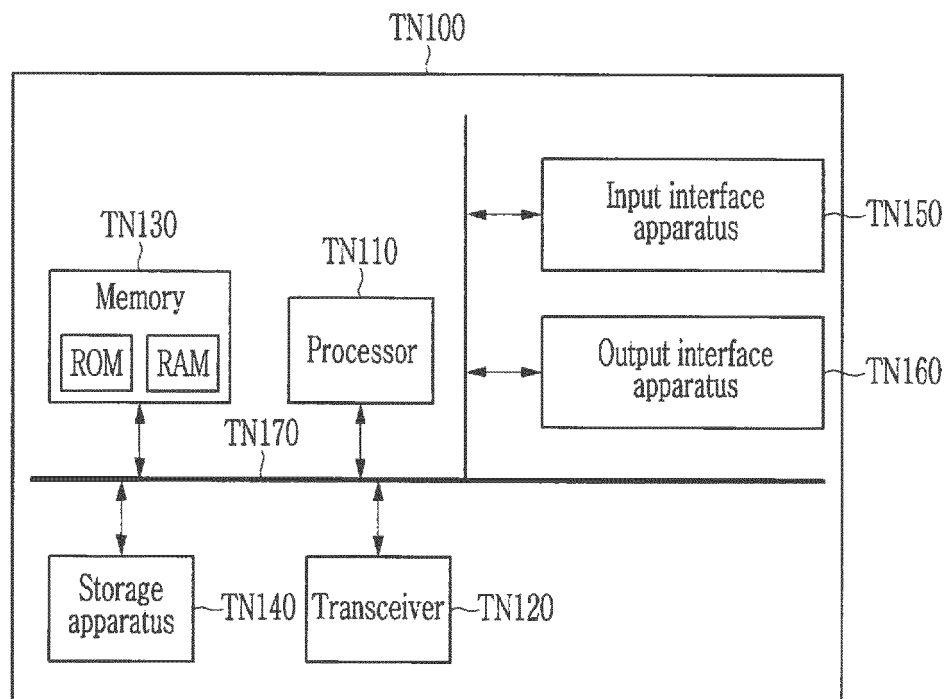 TN100
Input interface
apparatus
TN150
TN130
TN110
Memory
ROM
RAM
Processor
Output interface
apparatus
TN160
TN170
Storage
apparatus
TN140
Transceiver
TN120